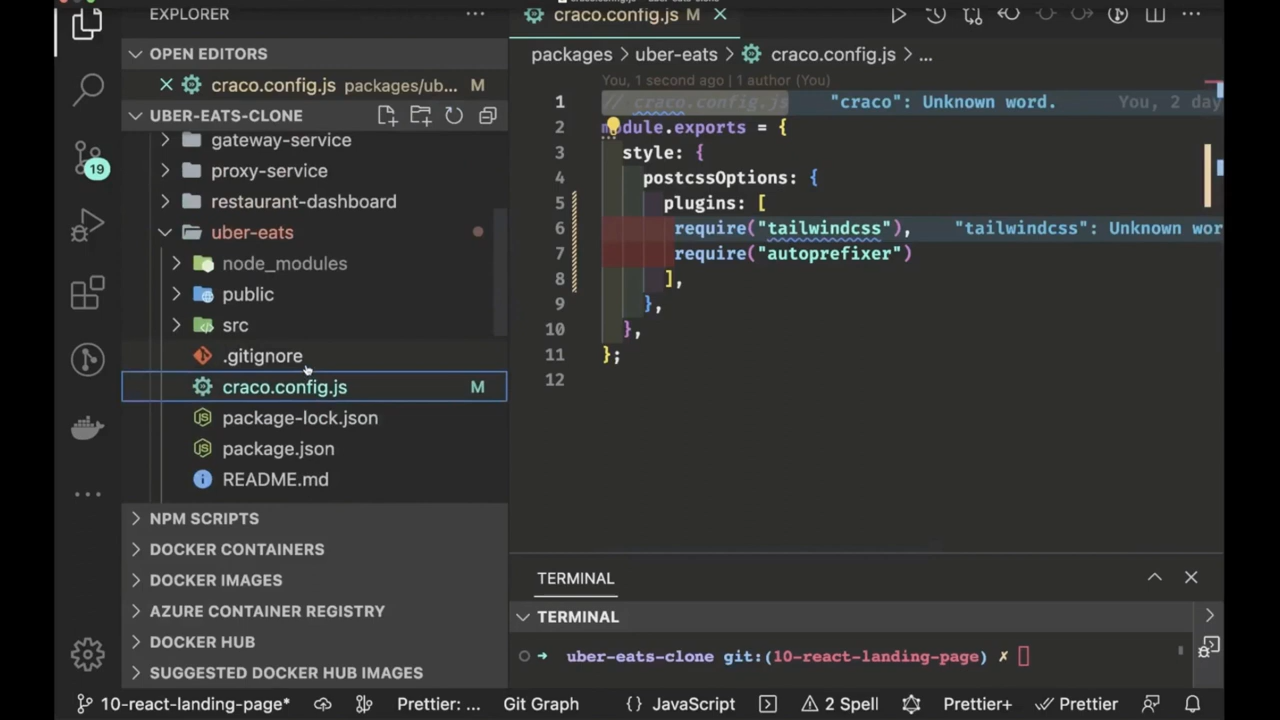 EXPLORER
OPEN EDITORS
craco.config.js packages/ub... M
UBER-EATS-CLONE
gateway-service
proxy-service
restaurant-dashboard
uber-eats
node_modules
public
src
.gitignore
craco.config.js M
package-lock.json
package.json
README.md
NPM SCRIPTS
DOCKER CONTAINERS
DOCKER IMAGES
AZURE CONTAINER REGISTRY
DOCKER HUB
SUGGESTED DOCKER HUB IMAGES
19
craco.config.js M
packages > uber-eats > craco.config.js > ...
You, 1 second ago | 1 author (You)
1 // craco.config.js "craco": Unknown word. You, 2 day
2 module.exports = {
3 style: {
4 postcssOptions: {
5 plugins: [
6 require("tailwindcss"), "tailwindcss": Unknown wor
7 require("autoprefixer")
8 ],
9 },
10 },
11 };
12
TERMINAL
TERMINAL
uber-eats-clone git:(10-react-landing-page) ✗
10-react-landing-page* Prettier: ... Git Graph {} JavaScript 2 Spell Prettier+ Prettier